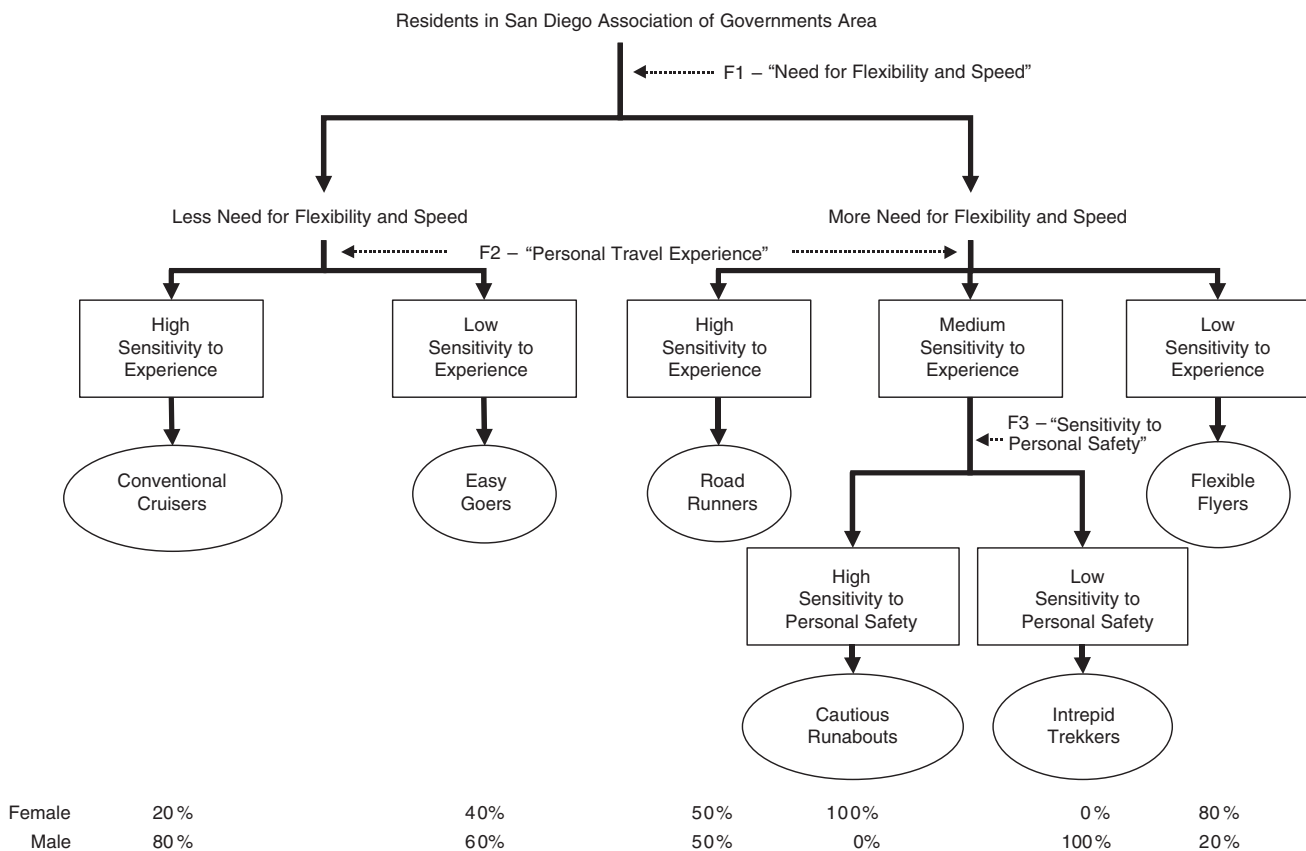 Residents in San Diego Association of Governments Area
F1 – “Need for Flexibility and Speed”
Less Need for Flexibility and Speed
More Need for Flexibility and Speed
F2 – “Personal Travel Experience”
High
Sensitivity to
Experience
Low
Sensitivity to
Experience
High
Sensitivity to
Experience
Medium
Sensitivity to
Experience
Low
Sensitivity to
Experience
F3 – “Sensitivity to
Personal Safety”
Conventional
Cruisers
Easy
Goers
Road
Runners
Flexible
Flyers
High
Sensitivity to
Personal Safety
Low
Sensitivity to
Personal Safety
Cautious
Runabouts
Intrepid
Trekkers
Female 20% 40% 50% 100% 0% 80%
Male 80% 60% 50% 0% 100% 20%